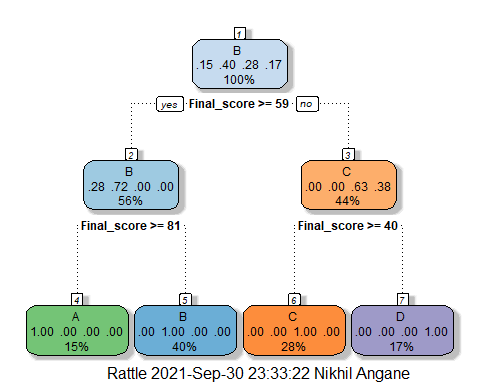 1
B
.15 .40 .28 .17
100%
yes Final_score >= 59 no
2
B
.28 .72 .00 .00
56%
3
C
.00 .00 .63 .38
44%
Final_score >= 81
Final_score >= 40
4
A
1.00 .00 .00 .00
15%
5
B
.00 1.00 .00 .00
40%
6
C
.00 .00 1.00 .00
28%
7
D
.00 .00 .00 1.00
17%
Rattle 2021-Sep-30 23:33:22 Nikhil Angane